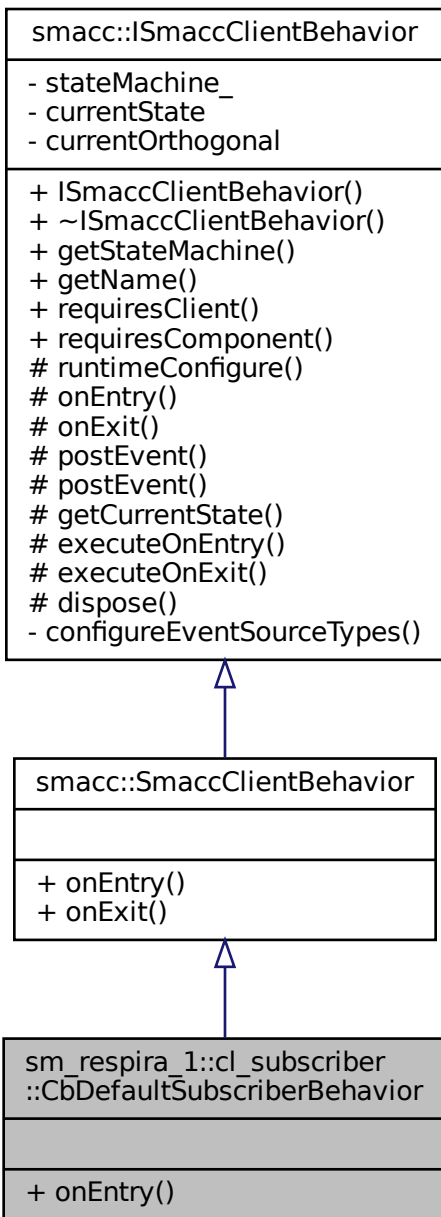 smacc::ISmaccClientBehavior
- stateMachine_
- currentState
- currentOrthogonal
+ ISmaccClientBehavior()
+ ~ISmaccClientBehavior()
+ getStateMachine()
+ getName()
+ requiresClient()
+ requiresComponent()
# runtimeConfigure()
# onEntry()
# onExit()
# postEvent()
# postEvent()
# getCurrentState()
# executeOnEntry()
# executeOnExit()
# dispose()
- configureEventSourceTypes()
smacc::SmaccClientBehavior
+ onEntry()
+ onExit()
sm_respira_1::cl_subscriber
::CbDefaultSubscriberBehavior
+ onEntry()